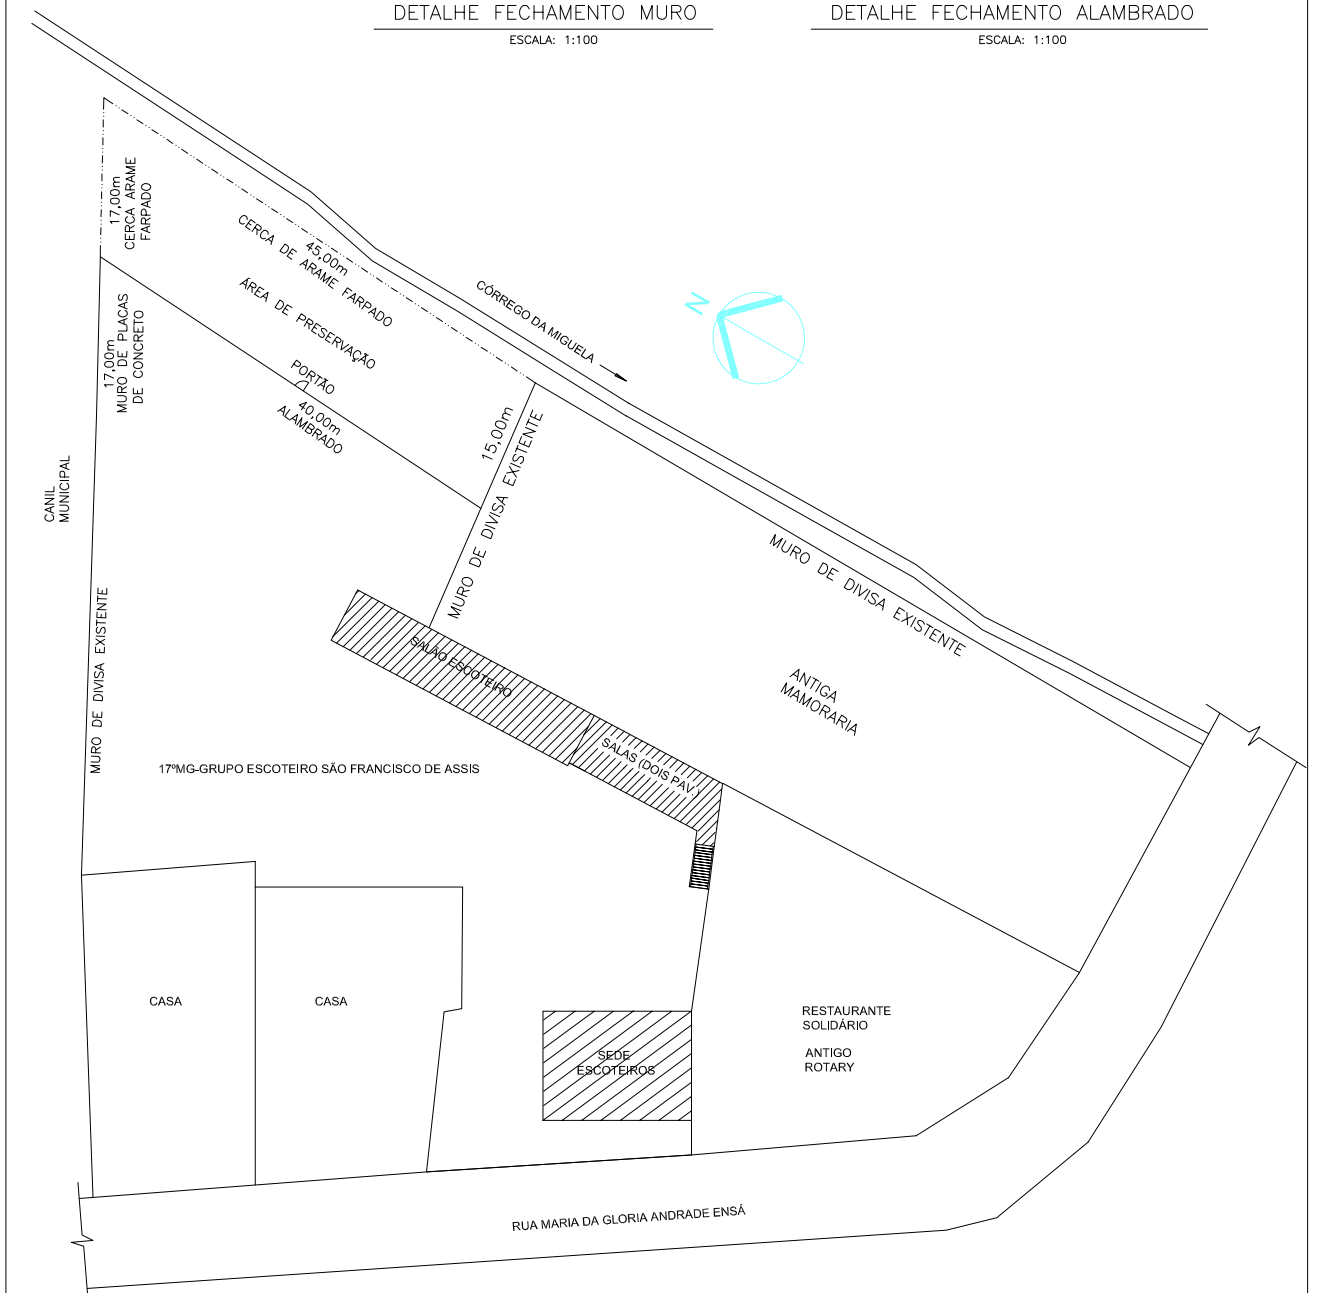 DETALHE FECHAMENTO MURO
ESCALA: 1:100
DETALHE FECHAMENTO ALAMBRADO
ESCALA: 1:100
17,00m
CERCA ARAME
FARPADO
45,00m
CERCA DE ARAME FARPADO
ÁREA DE PRESERVAÇÃO
PORTÃO
40,00m
ALAMBRADO
CÓRREGO DA MIGUELA
N
17,00m
MURO DE PLACAS
DE CONCRETO
15,00m
MURO DE DIVISA EXISTENTE
CANIL
MUNICIPAL
MURO DE DIVISA EXISTENTE
MURO DE DIVISA EXISTENTE
SALÃO ESCOTEIRO
ANTIGA
MAMORARIA
SALAS (DOIS PAV.)
17ºMG-GRUPO ESCOTEIRO SÃO FRANCISCO DE ASSIS
CASA
CASA
RESTAURANTE
SOLIDÁRIO
ANTIGO
ROTARY
SEDE
ESCOTEIROS
RUA MARIA DA GLORIA ANDRADE ENSÁ